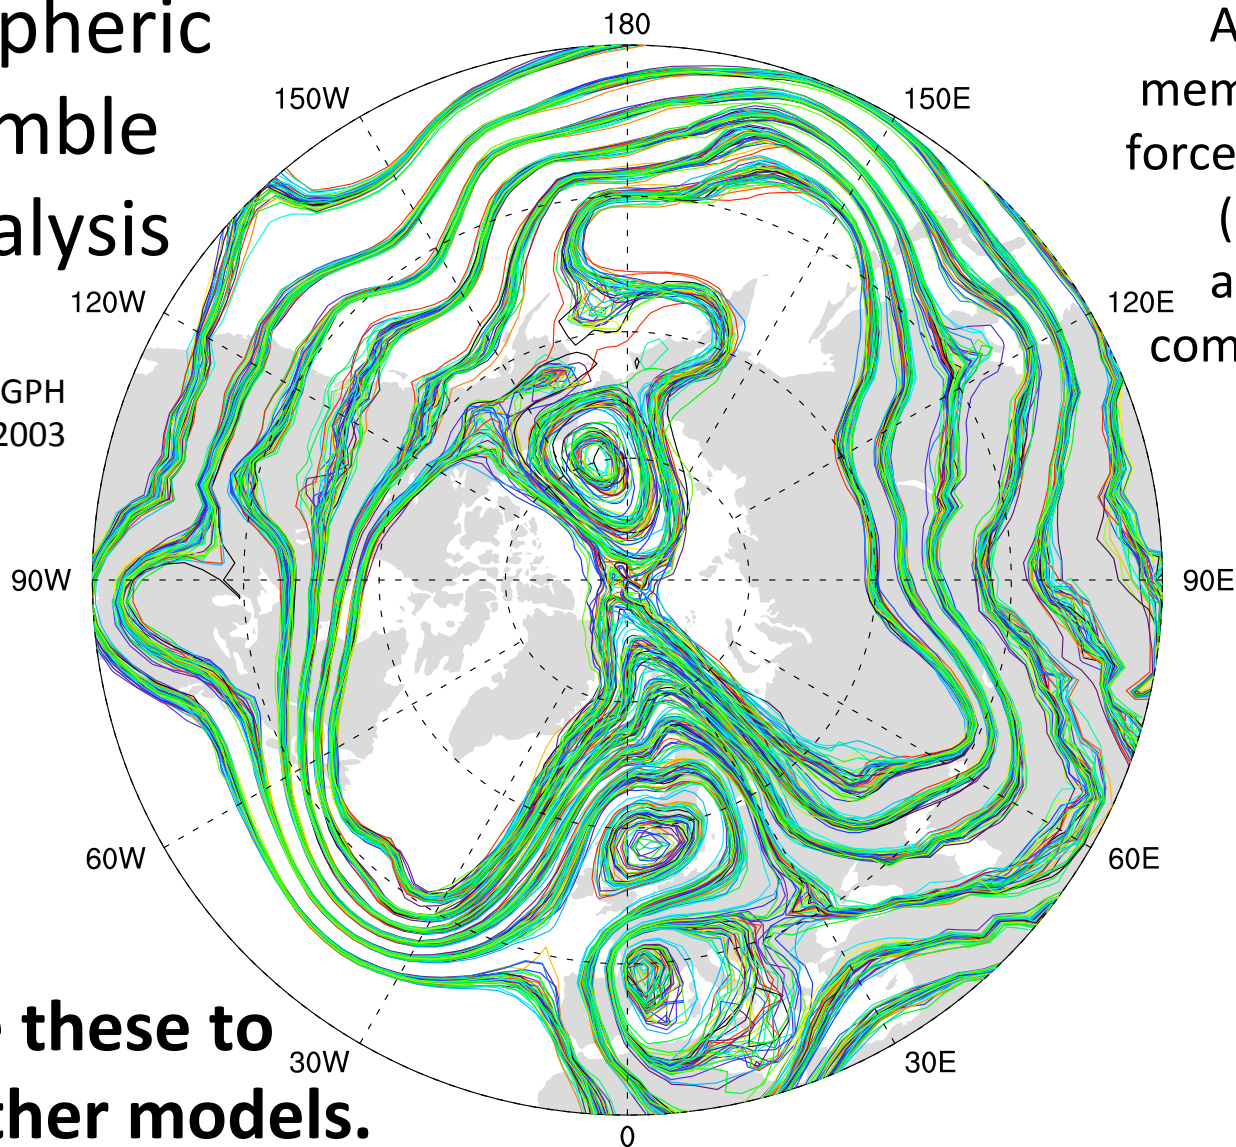 pheric
mble
alysis
GPH
2003
e these to
ther models.
180
150W
150E
120W
120E
90W
90E
60W
60E
30W
30E
0
A
mem
force
(
a
com